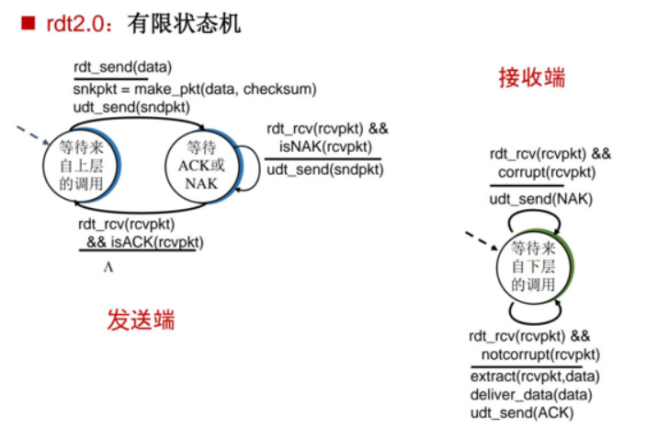 ■ rdt2.0：有限状态机
rdt_send(data)
snkpkt = make_pkt(data, checksum)
udt_send(sndpkt)
等待来
自上层
的调用
等待
ACK或
NAK
rdt_rcv(rcvpkt) &&
isNAK(rcvpkt)
udt_send(sndpkt)
rdt_rcv(rcvpkt)
&& isACK(rcvpkt)
Λ
发送端
接收端
rdt_rcv(rcvpkt) &&
corrupt(rcvpkt)
udt_send(NAK)
等待来
自下层
的调用
rdt_rcv(rcvpkt) &&
notcorrupt(rcvpkt)
extract(rcvpkt,data)
deliver_data(data)
udt_send(ACK)